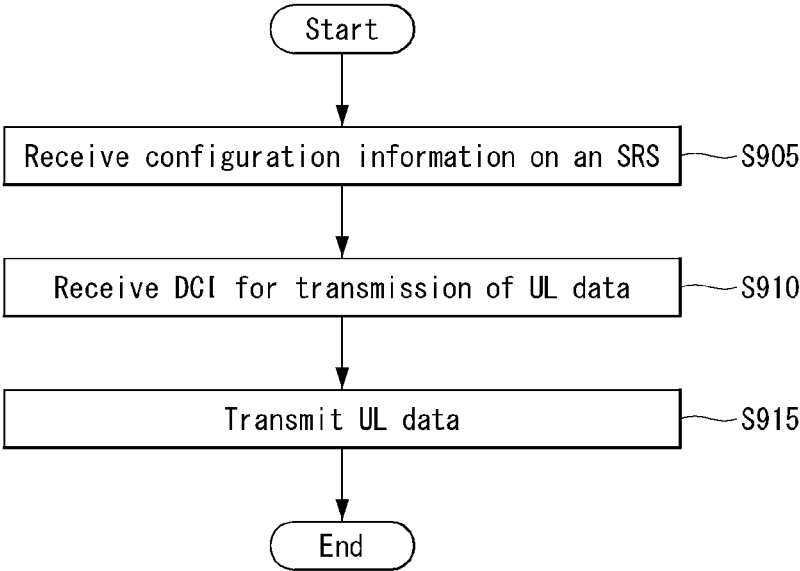 Start
Receive configuration information on an SRS
S905
Receive DCI for transmission of UL data
S910
Transmit UL data
S915
End